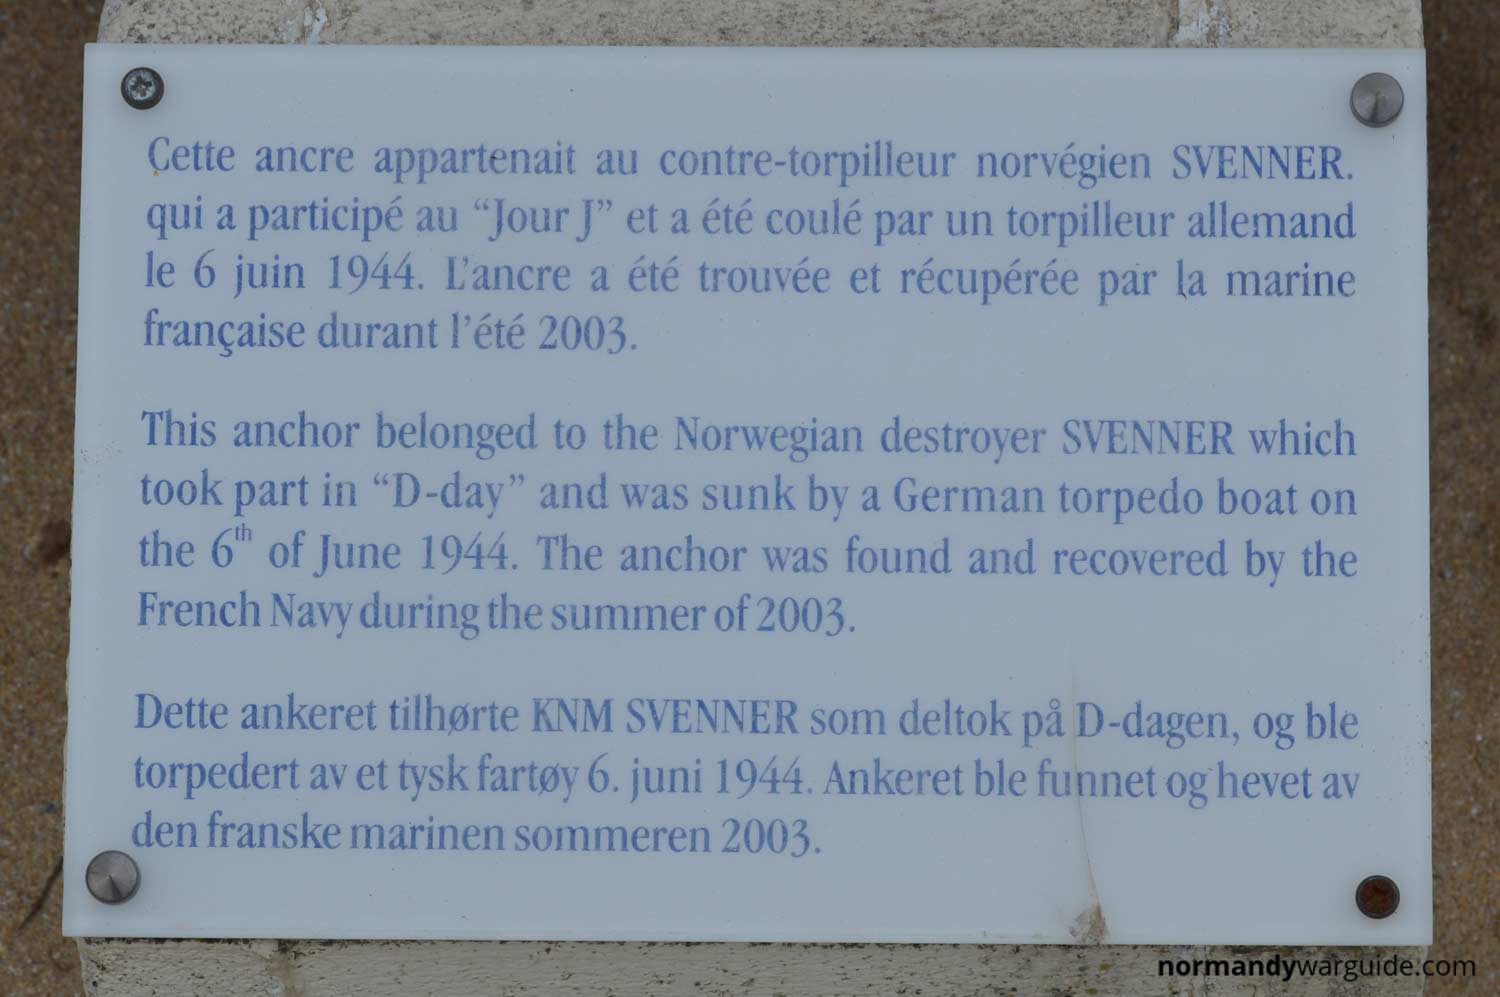 Cette ancre appartenait au contre-torpilleur norvégien SVENNER.
qui a participé au “Jour J” et a été coulé par un torpilleur allemand
le 6 juin 1944. L’ancre a été trouvée et récupérée par la marine
française durant l’été 2003.
This anchor belonged to the Norwegian destroyer SVENNER which
took part in “D-day” and was sunk by a German torpedo boat on
the 6th of June 1944. The anchor was found and recovered by the
French Navy during the summer of 2003.
Dette ankeret tilhørte KNM SVENNER som deltok på D-dagen, og ble
torpedert av et tysk fartøy 6. juni 1944. Ankeret ble funnet og hevet av
den franske marinen sommeren 2003.
normandywarguide.com